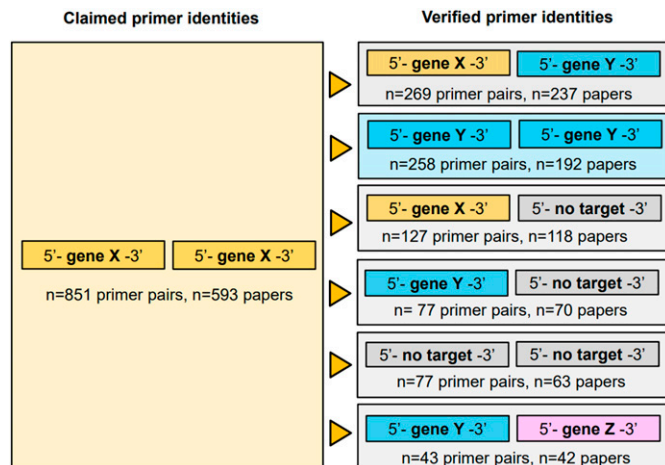 Claimed primer identities
Verified primer identities
5'- gene X -3' 5'- gene X -3'
n=851 primer pairs, n=593 papers
5'- gene X -3' 5'- gene Y -3'
n=269 primer pairs, n=237 papers
5'- gene Y -3' 5'- gene Y -3'
n=258 primer pairs, n=192 papers
5'- gene X -3' 5'- no target -3'
n=127 primer pairs, n=118 papers
5'- gene Y -3' 5'- no target -3'
n= 77 primer pairs, n=70 papers
5'- no target -3' 5'- no target -3'
n=77 primer pairs, n=63 papers
5'- gene Y -3' 5'- gene Z -3'
n=43 primer pairs, n=42 papers